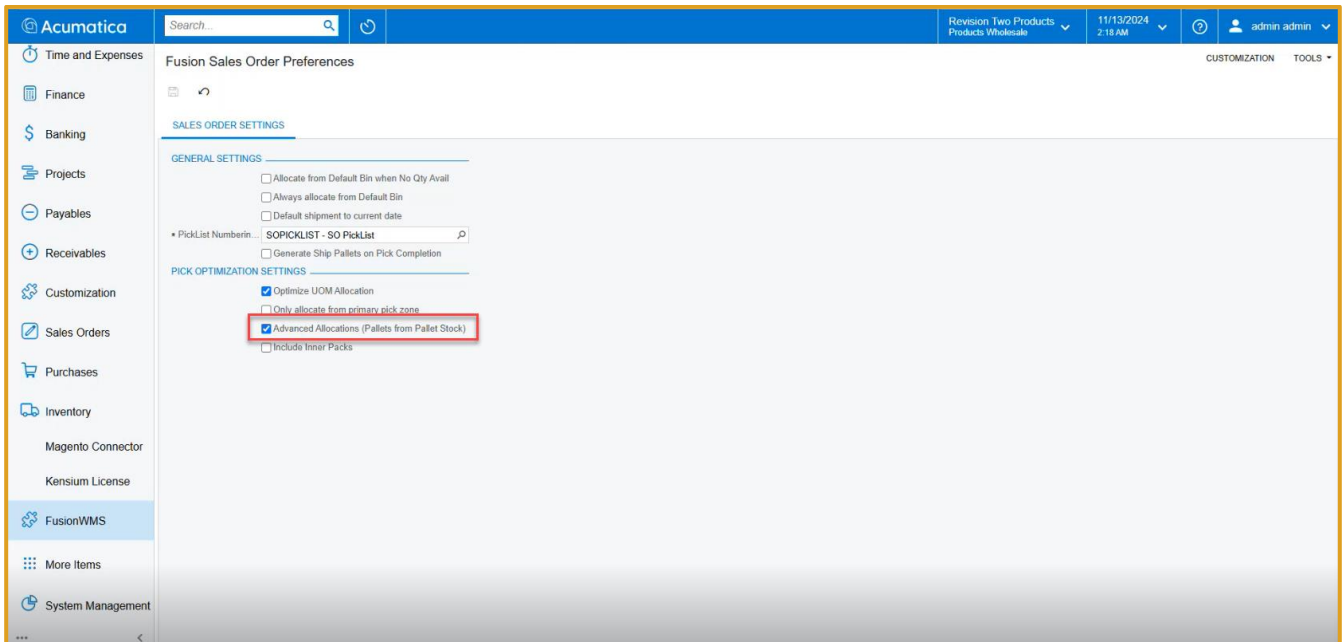 Acumatica
Search...
Revision Two Products
Products Wholesale
11/13/2024
2:18 AM
admin admin
Time and Expenses
Finance
Banking
Projects
Payables
Receivables
Customization
Sales Orders
Purchases
Inventory
Magento Connector
Kensium License
FusionWMS
More Items
System Management
Fusion Sales Order Preferences
CUSTOMIZATION TOOLS
SALES ORDER SETTINGS
GENERAL SETTINGS
Allocate from Default Bin when No Qty Avail
Always allocate from Default Bin
Default shipment to current date
PickList Numberin... SOPICKLIST - SO PickList
Generate Ship Pallets on Pick Completion
PICK OPTIMIZATION SETTINGS
Optimize UOM Allocation
Only allocate from primary pick zone
Advanced Allocations (Pallets from Pallet Stock)
Include Inner Packs